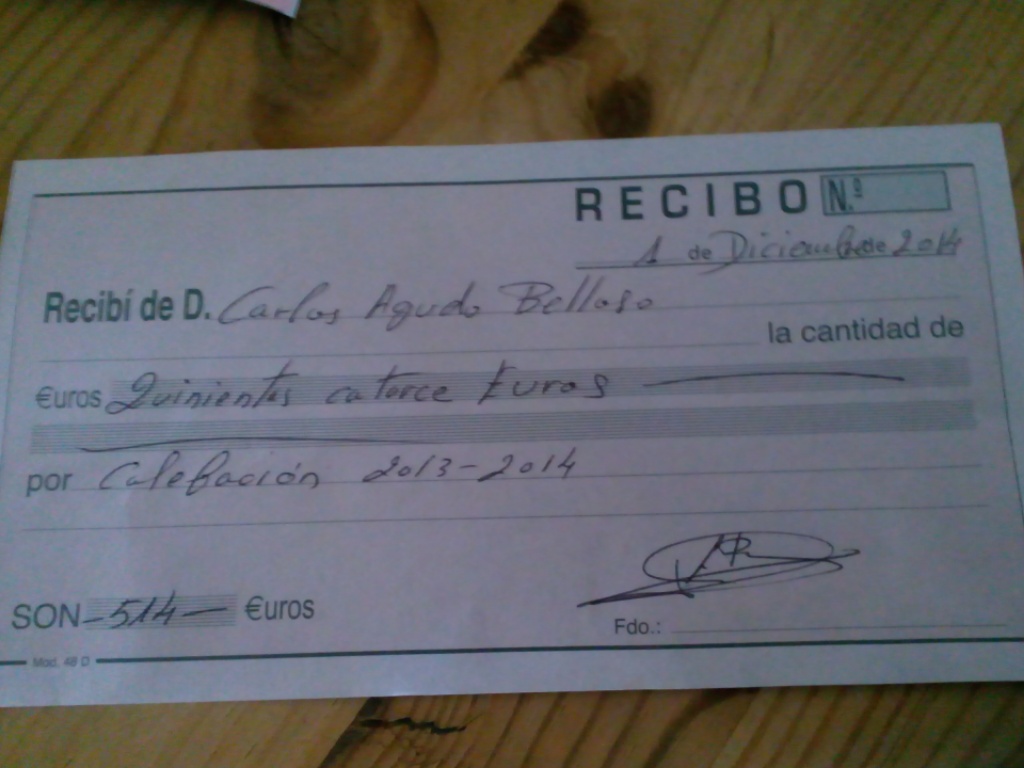 RECIBO N.º
1 de Diciembre de 2014
Recibí de D. Carlos Agudo Belloso
la cantidad de
€uros Quinientos catorce Euros
por Calefación 2013-2014
SON -514- €uros
Fdo.:
Mod. 48 D